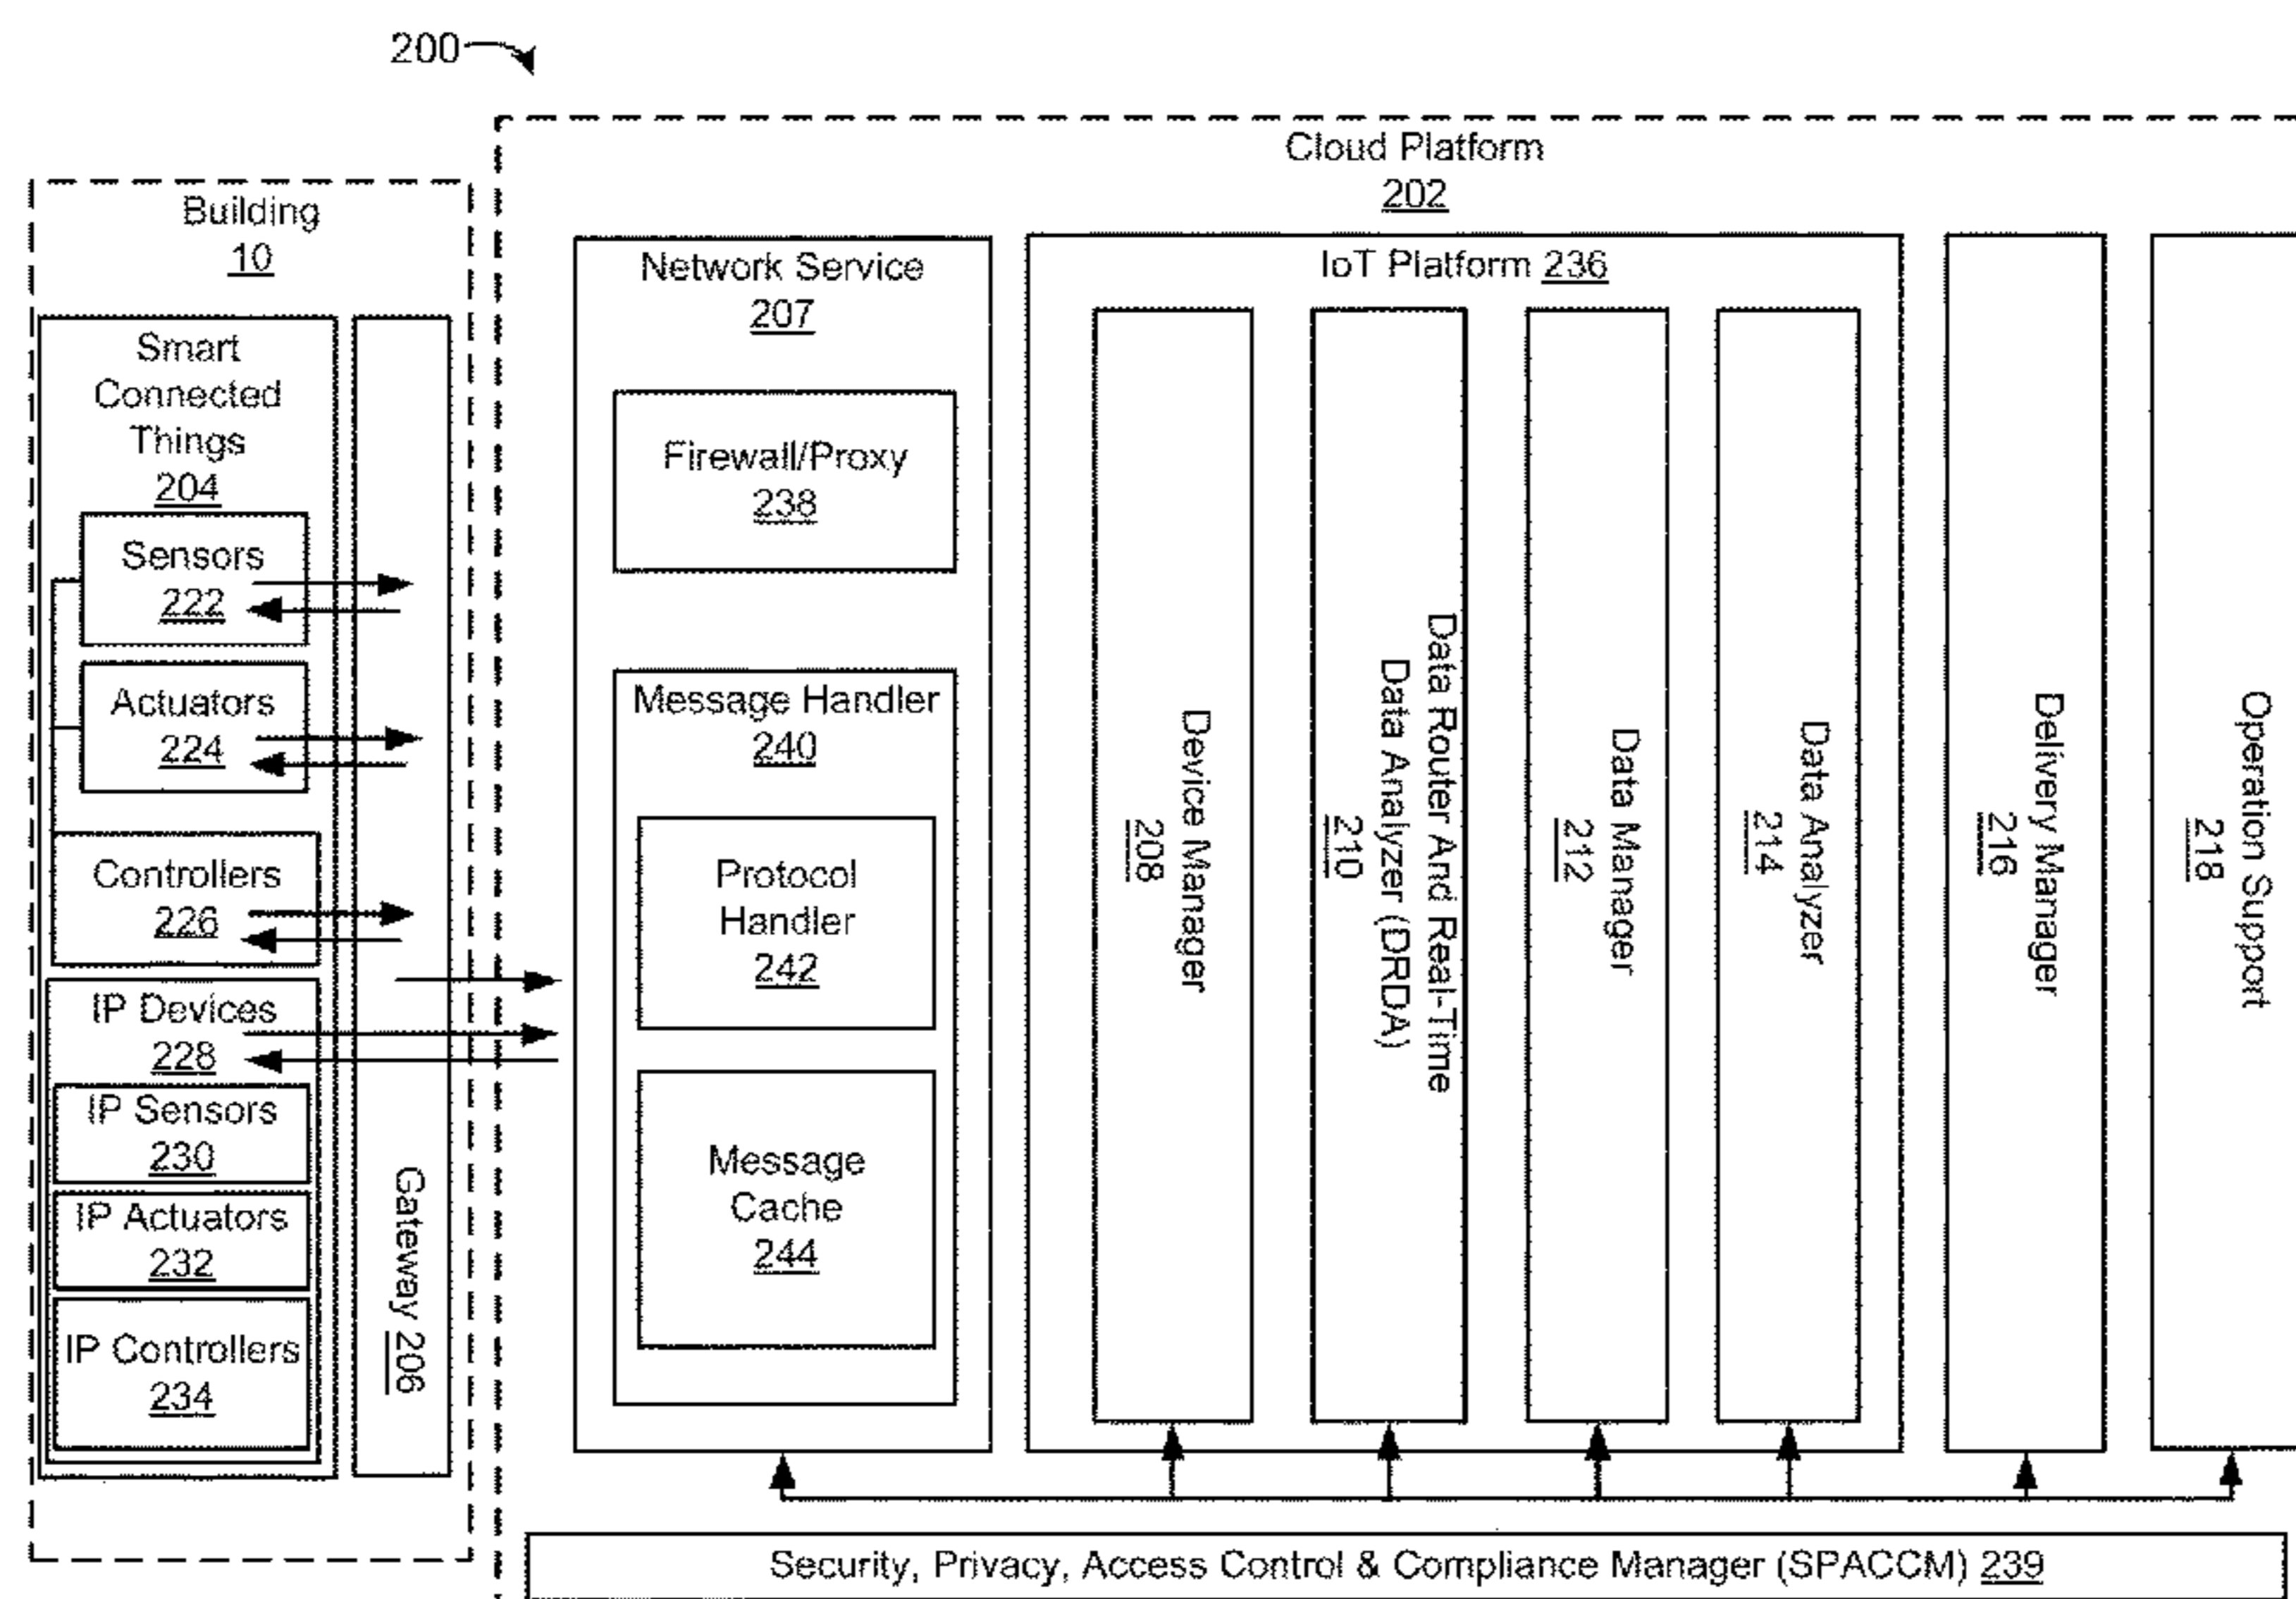 200
Cloud Platform
202
Building
10
Smart
Connected
Things
204
Sensors
222
Actuators
224
Controllers
226
IP Devices
228
IP Sensors
230
IP Actuators
232
IP Controllers
234
Gateway 206
Network Service
207
Firewall/Proxy
238
Message Handler
240
Protocol
Handler
242
Message
Cache
244
IoT Platform 236
Device Manager
208
Data Router And Real-Time
Data Analyzer (DRDA)
210
Data Manager
212
Data Analyzer
214
Delivery Manager
216
Operation Support
218
Security, Privacy, Access Control & Compliance Manager (SPACCM) 239